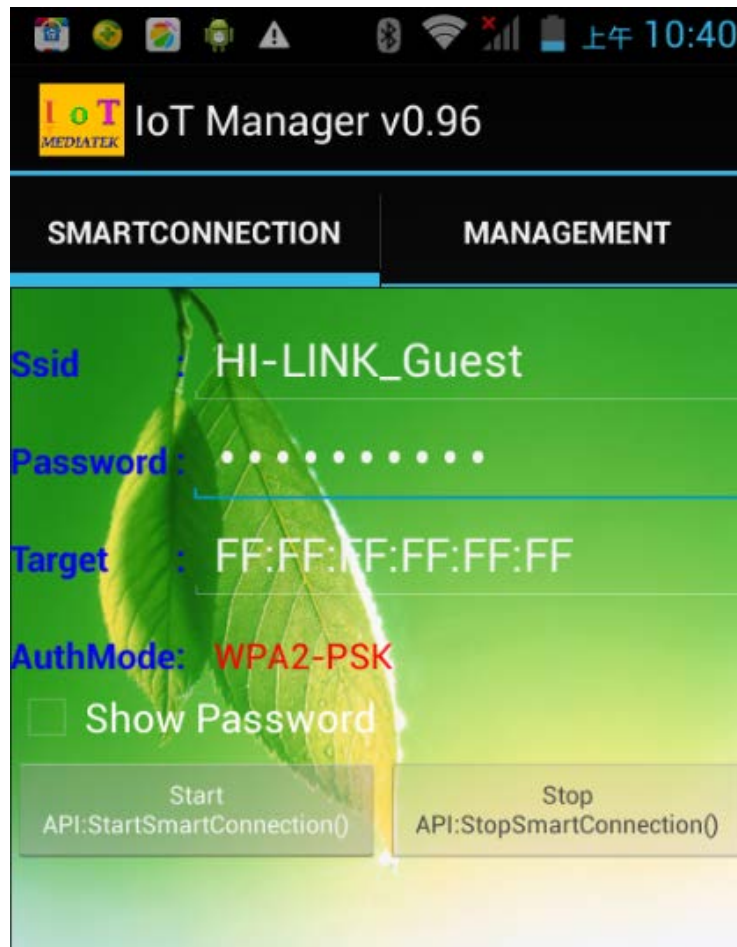 上午 10:40
IoT MEDIATEK IoT Manager v0.96
SMARTCONNECTION MANAGEMENT
Ssid : HI-LINK_Guest
Password : ••••••••••
Target : FF:FF:FF:FF:FF:FF
AuthMode: WPA2-PSK
Show Password
Start
API:StartSmartConnection()
Stop
API:StopSmartConnection()